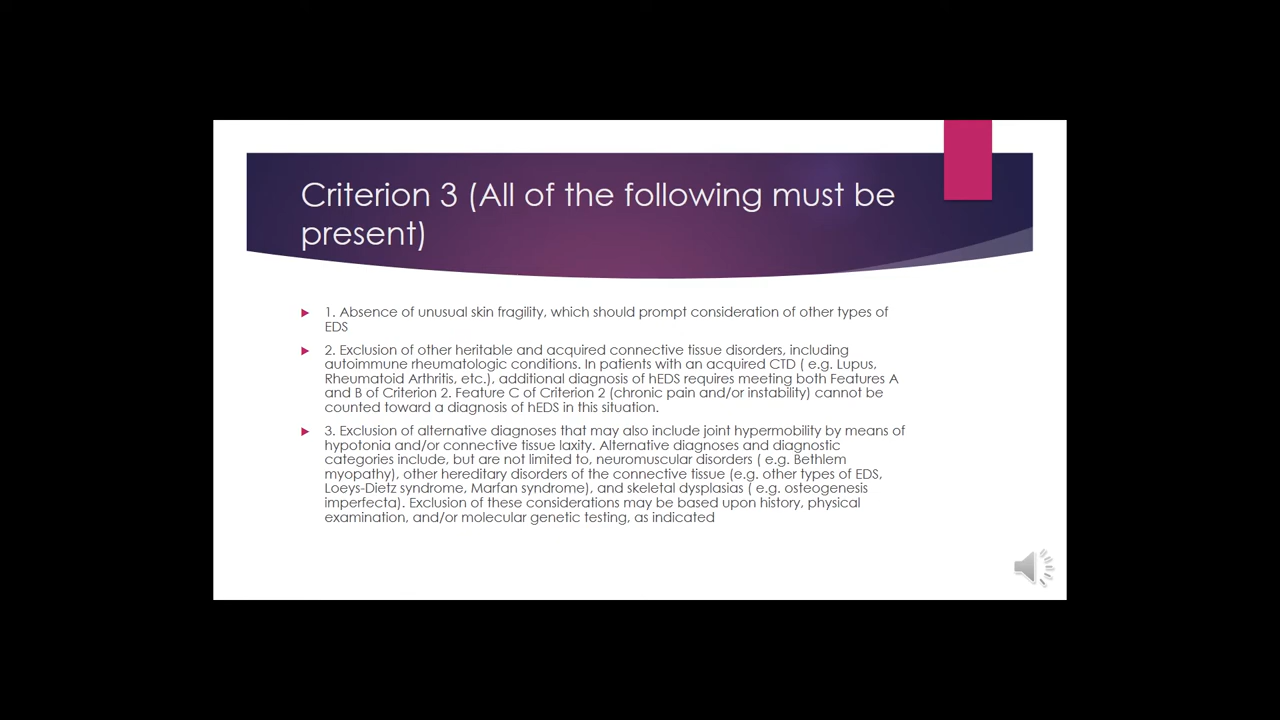 Criterion 3 (All of the following must be
present)
1. Absence of unusual skin fragility, which should prompt consideration of other types of
EDS
2. Exclusion of other heritable and acquired connective tissue disorders, including
autoimmune rheumatologic conditions. In patients with an acquired CTD ( e.g. Lupus,
Rheumatoid Arthritis, etc.), additional diagnosis of hEDS requires meeting both Features A
and B of Criterion 2. Feature C of Criterion 2 (chronic pain and/or instability) cannot be
counted toward a diagnosis of hEDS in this situation.
3. Exclusion of alternative diagnoses that may also include joint hypermobility by means of
hypotonia and/or connective tissue laxity. Alternative diagnoses and diagnostic
categories include, but are not limited to, neuromuscular disorders ( e.g. Bethlem
myopathy), other hereditary disorders of the connective tissue (e.g. other types of EDS,
Loeys-Dietz syndrome, Marfan syndrome), and skeletal dysplasias ( e.g. osteogenesis
imperfecta). Exclusion of these considerations may be based upon history, physical
examination, and/or molecular genetic testing, as indicated